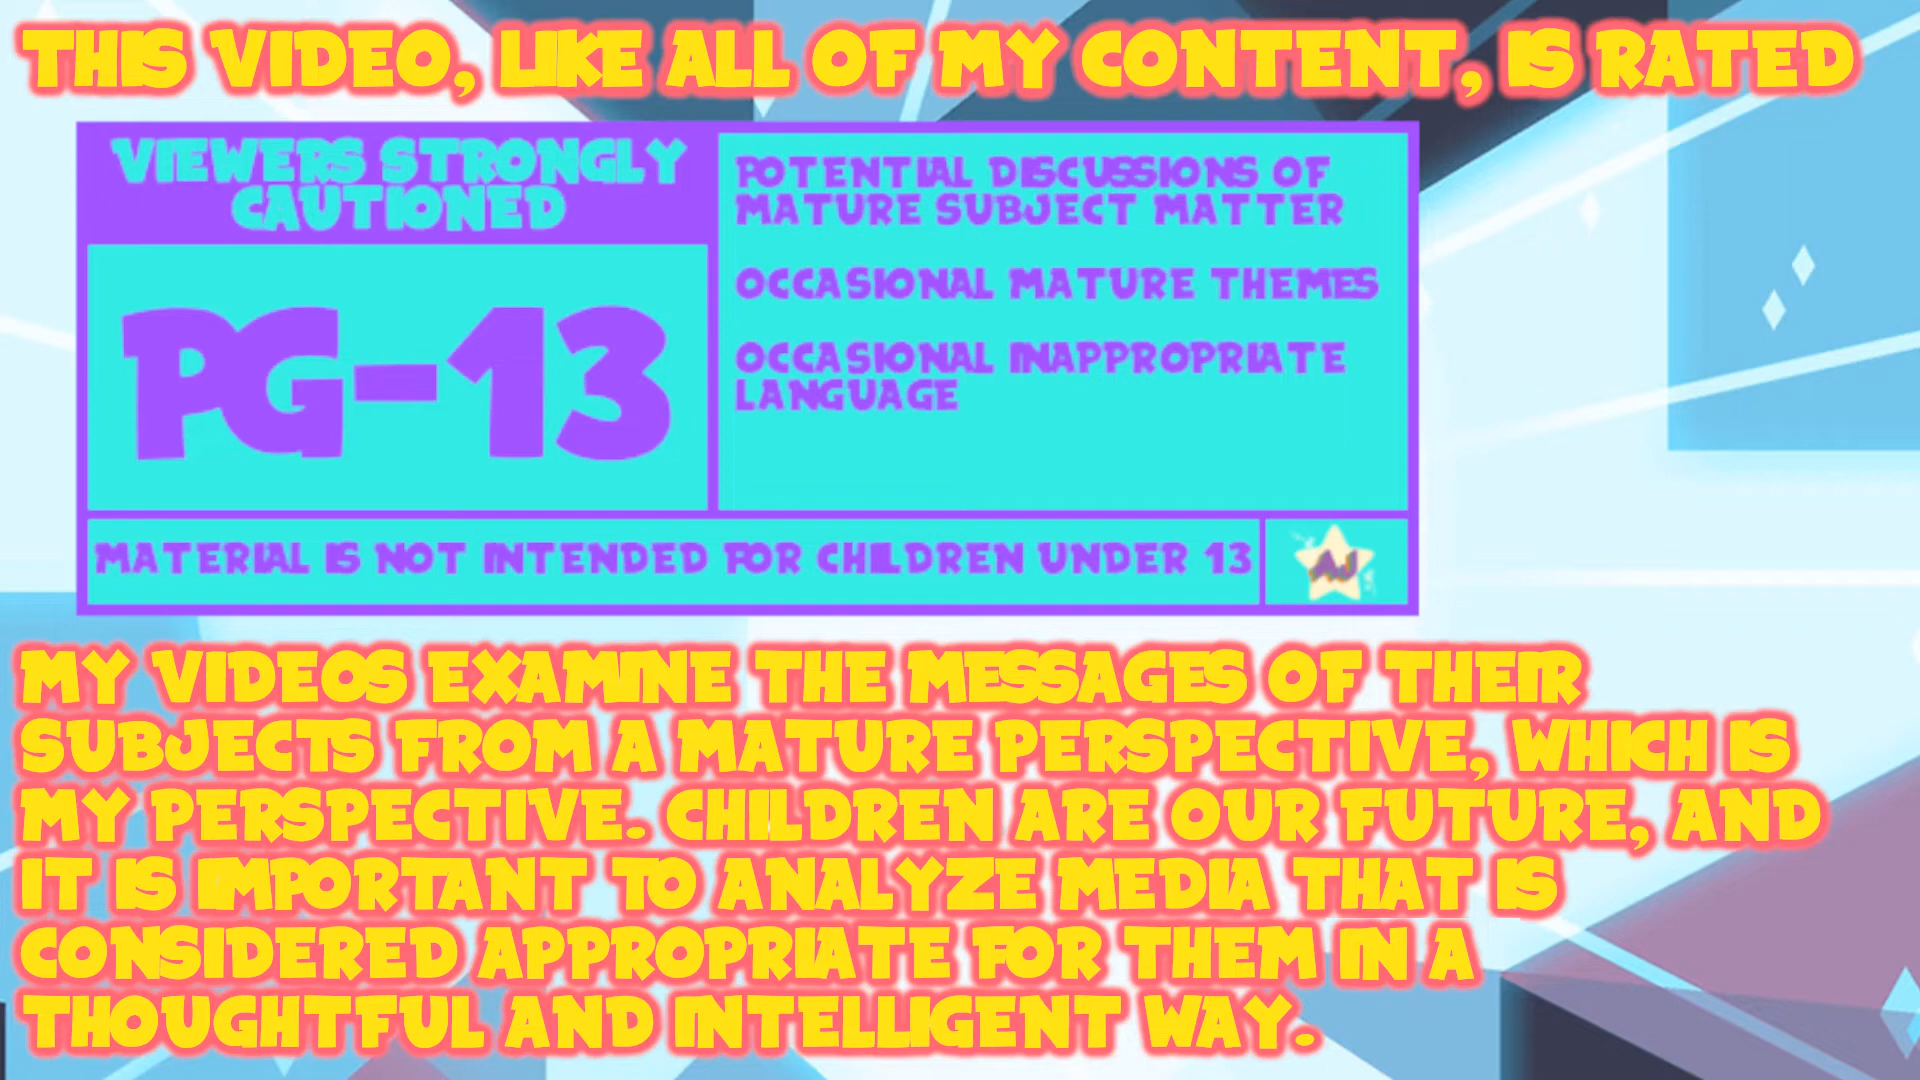 THIS VIDEO, LIKE ALL OF MY CONTENT, IS RATED
VIEWERS STRONGLY
CAUTIONED
PG-13
POTENTIAL DISCUSSIONS OF
MATURE SUBJECT MATTER
OCCASIONAL MATURE THEMES
OCCASIONAL INAPPROPRIATE
LANGUAGE
MATERIAL IS NOT INTENDED FOR CHILDREN UNDER 13
AJ
MY VIDEOS EXAMINE THE MESSAGES OF THEIR
SUBJECTS FROM A MATURE PERSPECTIVE, WHICH IS
MY PERSPECTIVE. CHILDREN ARE OUR FUTURE, AND
IT IS IMPORTANT TO ANALYZE MEDIA THAT IS
CONSIDERED APPROPRIATE FOR THEM IN A
THOUGHTFUL AND INTELLIGENT WAY.